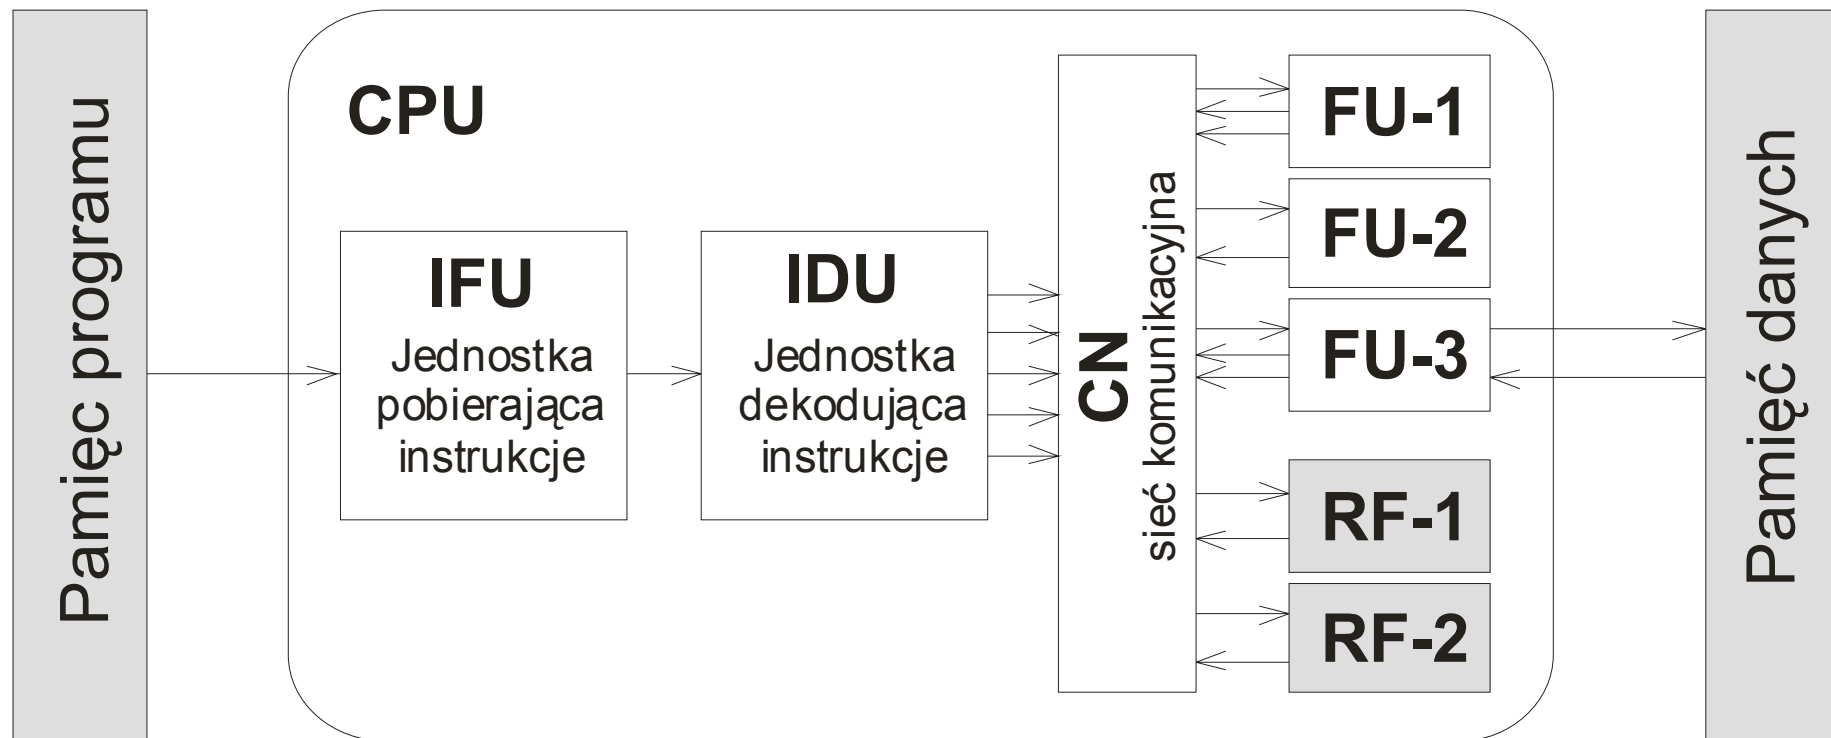 Pamięc programu
CPU
IFU
Jednostka
pobierająca
instrukcje
IDU
Jednostka
dekodująca
instrukcje
CN
sieć komunikacyjna
FU-1
FU-2
FU-3
RF-1
RF-2
Pamięć danych